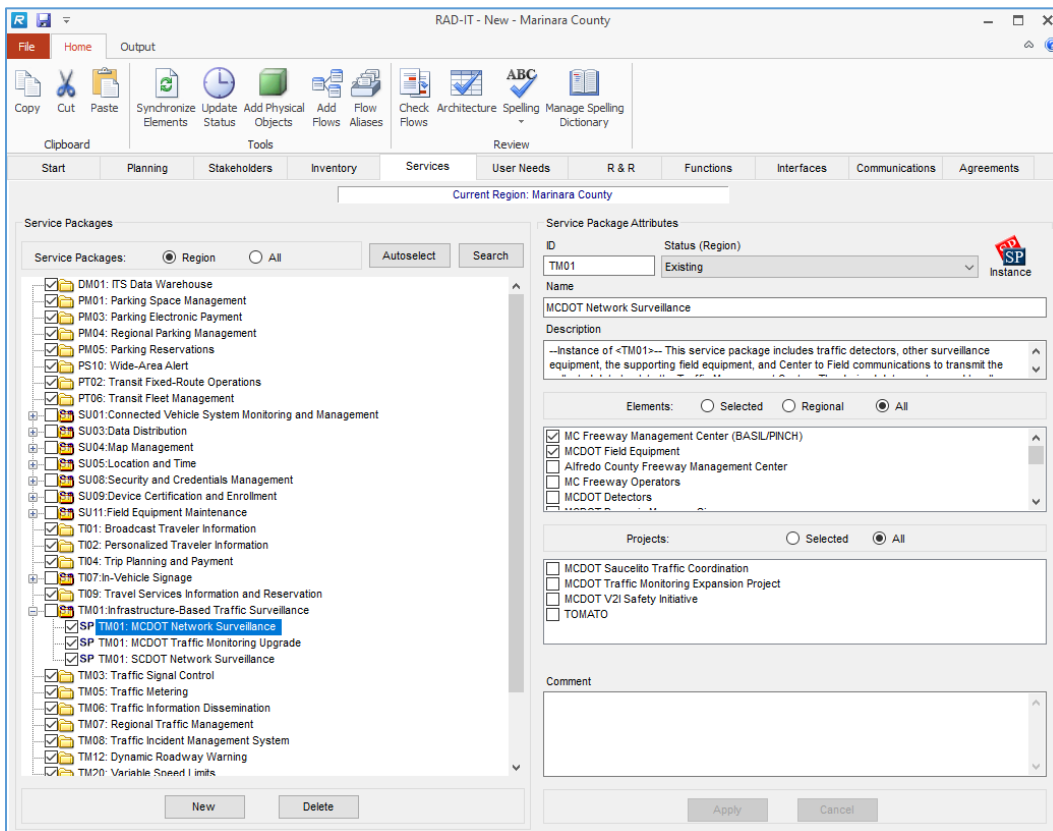 RAD-IT - New - Marinara County
File Home Output
Copy Cut Paste Synchronize Elements Update Status Add Physical Objects Add Flows Flow Aliases Check Flows Architecture ABC Spelling Manage Spelling Dictionary
Clipboard Tools Review
Start Planning Stakeholders Inventory Services User Needs R & R Functions Interfaces Communications Agreements
Current Region: Marinara County
Service Packages
Service Packages: Region All Autoselect Search
DM01: ITS Data Warehouse
PM01: Parking Space Management
PM03: Parking Electronic Payment
PM04: Regional Parking Management
PM05: Parking Reservations
PS10: Wide-Area Alert
PT02: Transit Fixed-Route Operations
PT06: Transit Fleet Management
SU01:Connected Vehicle System Monitoring and Management
SU03:Data Distribution
SU04:Map Management
SU05:Location and Time
SU08:Security and Credentials Management
SU09:Device Certification and Enrollment
SU11:Field Equipment Maintenance
TI01: Broadcast Traveler Information
TI02: Personalized Traveler Information
TI04: Trip Planning and Payment
TI07:In-Vehicle Signage
TI09: Travel Services Information and Reservation
TM01:Infrastructure-Based Traffic Surveillance
SP TM01: MCDOT Network Surveillance
SP TM01: MCDOT Traffic Monitoring Upgrade
SP TM01: SCDOT Network Surveillance
TM03: Traffic Signal Control
TM05: Traffic Metering
TM06: Traffic Information Dissemination
TM07: Regional Traffic Management
TM08: Traffic Incident Management System
TM12: Dynamic Roadway Warning
TM20: Variable Speed Limits
New Delete
Service Package Attributes
ID Status (Region)
TM01 Existing
SP
Instance
Name
MCDOT Network Surveillance
Description
--Instance of <TM01>-- This service package includes traffic detectors, other surveillance
equipment, the supporting field equipment, and Center to Field communications to transmit the
Elements: Selected Regional All
MC Freeway Management Center (BASIL/PINCH)
MCDOT Field Equipment
Alfredo County Freeway Management Center
MC Freeway Operators
MCDOT Detectors
Projects: Selected All
MCDOT Saucelito Traffic Coordination
MCDOT Traffic Monitoring Expansion Project
MCDOT V2I Safety Initiative
TOMATO
Comment
Apply Cancel